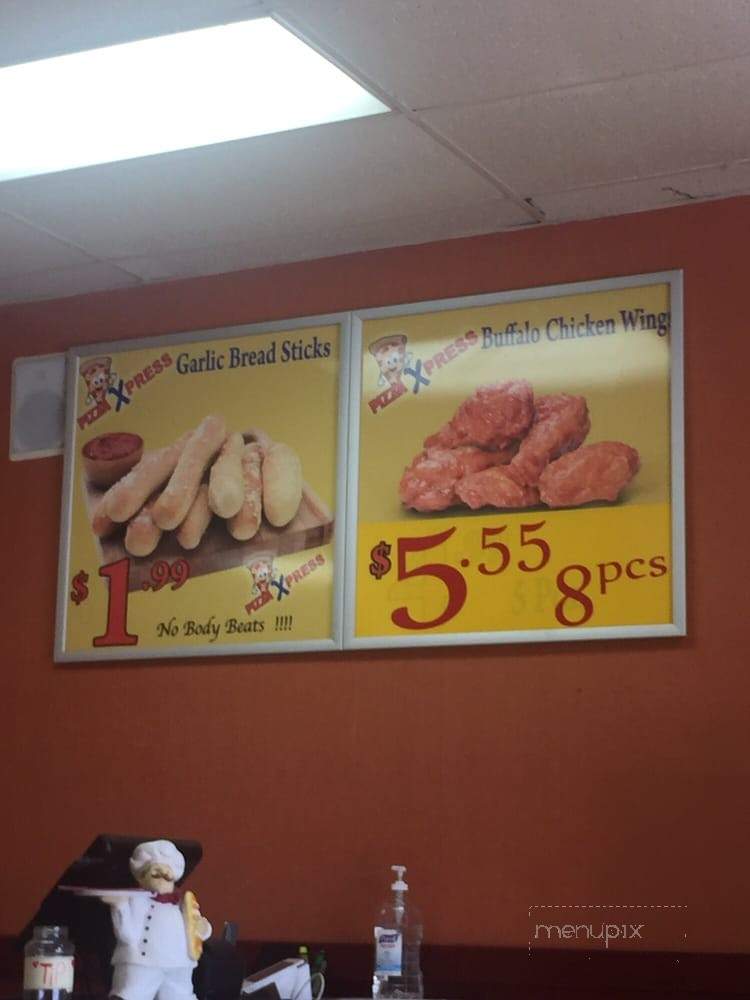 PIZZA XPRESS
Garlic Bread Sticks
$1.99
PIZZA XPRESS
No Body Beats !!!!
PIZZA XPRESS
Buffalo Chicken Wing
$5.55
8pcs
"TIP"
menupix